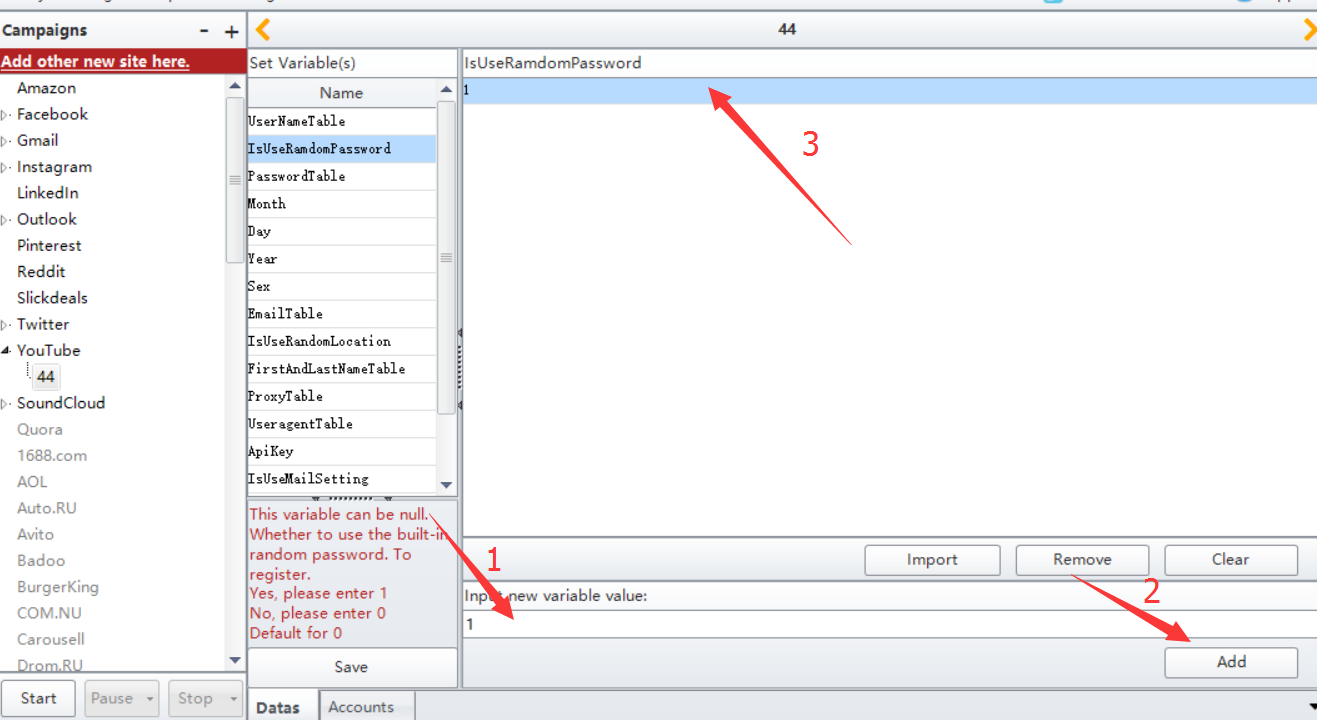 Campaigns - +
44
Add other new site here.
Set Variable(s)
IsUseRamdomPassword
Amazon
Facebook
Gmail
Instagram
LinkedIn
Outlook
Pinterest
Reddit
Slickdeals
Twitter
YouTube
44
SoundCloud
Quora
1688.com
AOL
Auto.RU
Avito
Badoo
BurgerKing
COM.NU
Carousell
Drom.RU
Start
Pause
Stop
Name
UserNameTable
IsUseRamdomPassword
PasswordTable
Month
Day
Year
Sex
EmailTable
IsUseRandomLocation
FirstAndLastNameTable
ProxyTable
UseragentTable
ApiKey
IsUseMailSetting
This variable can be null.
Whether to use the built-in
random password. To
register.
Yes, please enter 1
No, please enter 0
Default for 0
Save
Datas
Accounts
1
3
1
2
Import
Remove
Clear
Input new variable value:
1
Add